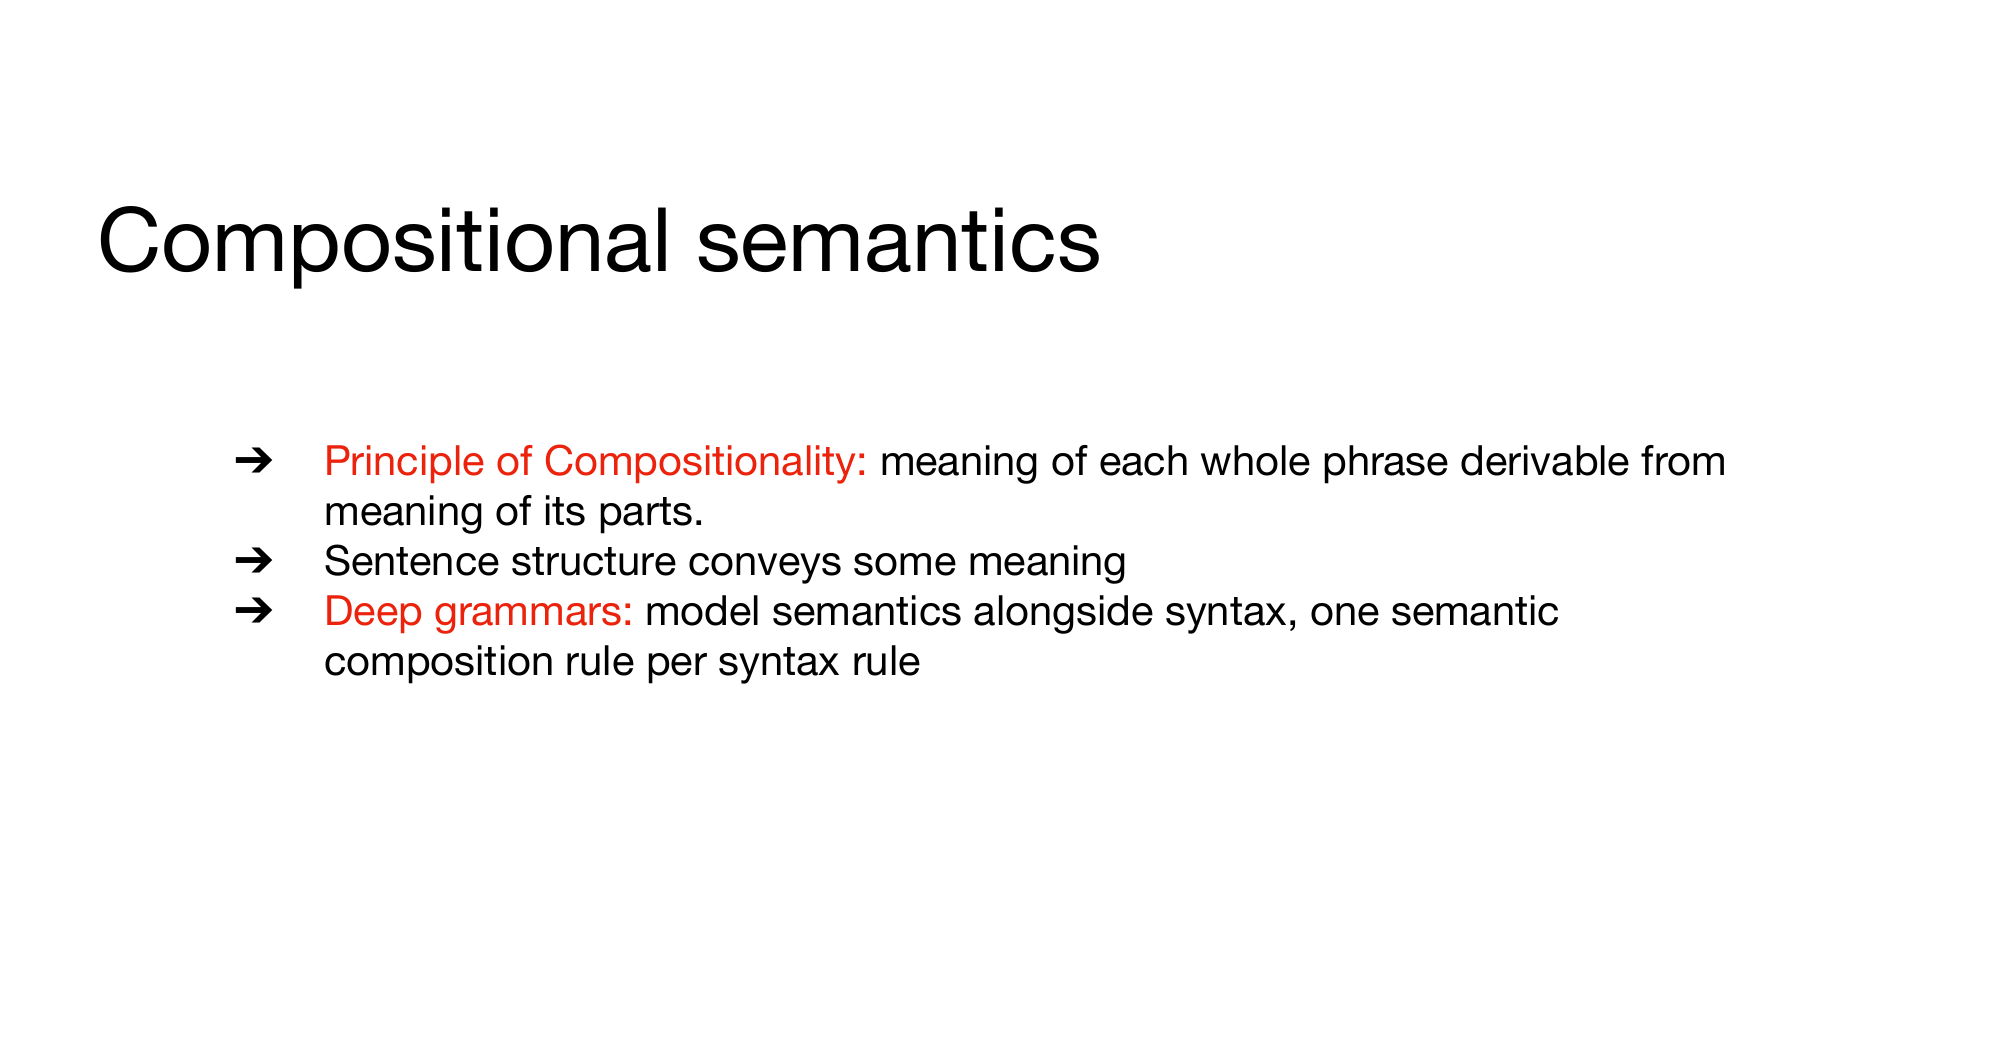 Compositional semantics
➔ Principle of Compositionality: meaning of each whole phrase derivable from
meaning of its parts.
➔ Sentence structure conveys some meaning
➔ Deep grammars: model semantics alongside syntax, one semantic
composition rule per syntax rule